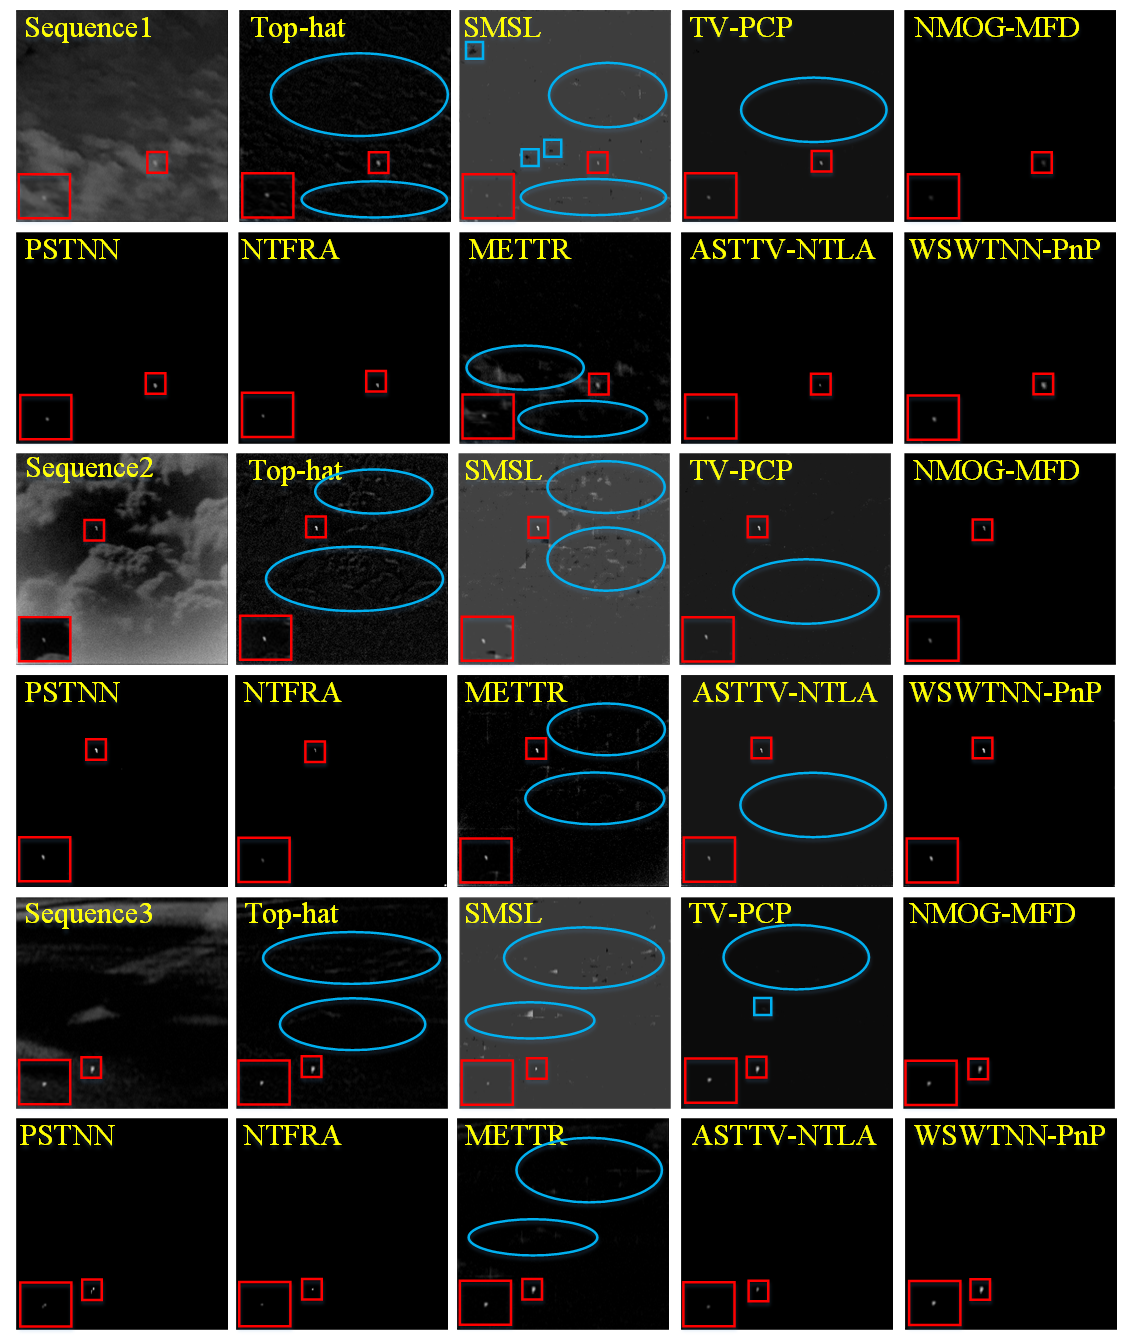 Sequence1 Top-hat SMSL TV-PCP NMOG-MFD
PSTNN NTFRA METTR ASTTV-NTLA WSWTNN-PnP
Sequence2 Top-hat SMSL TV-PCP NMOG-MFD
PSTNN NTFRA METTR ASTTV-NTLA WSWTNN-PnP
Sequence3 Top-hat SMSL TV-PCP NMOG-MFD
PSTNN NTFRA METTR ASTTV-NTLA WSWTNN-PnP